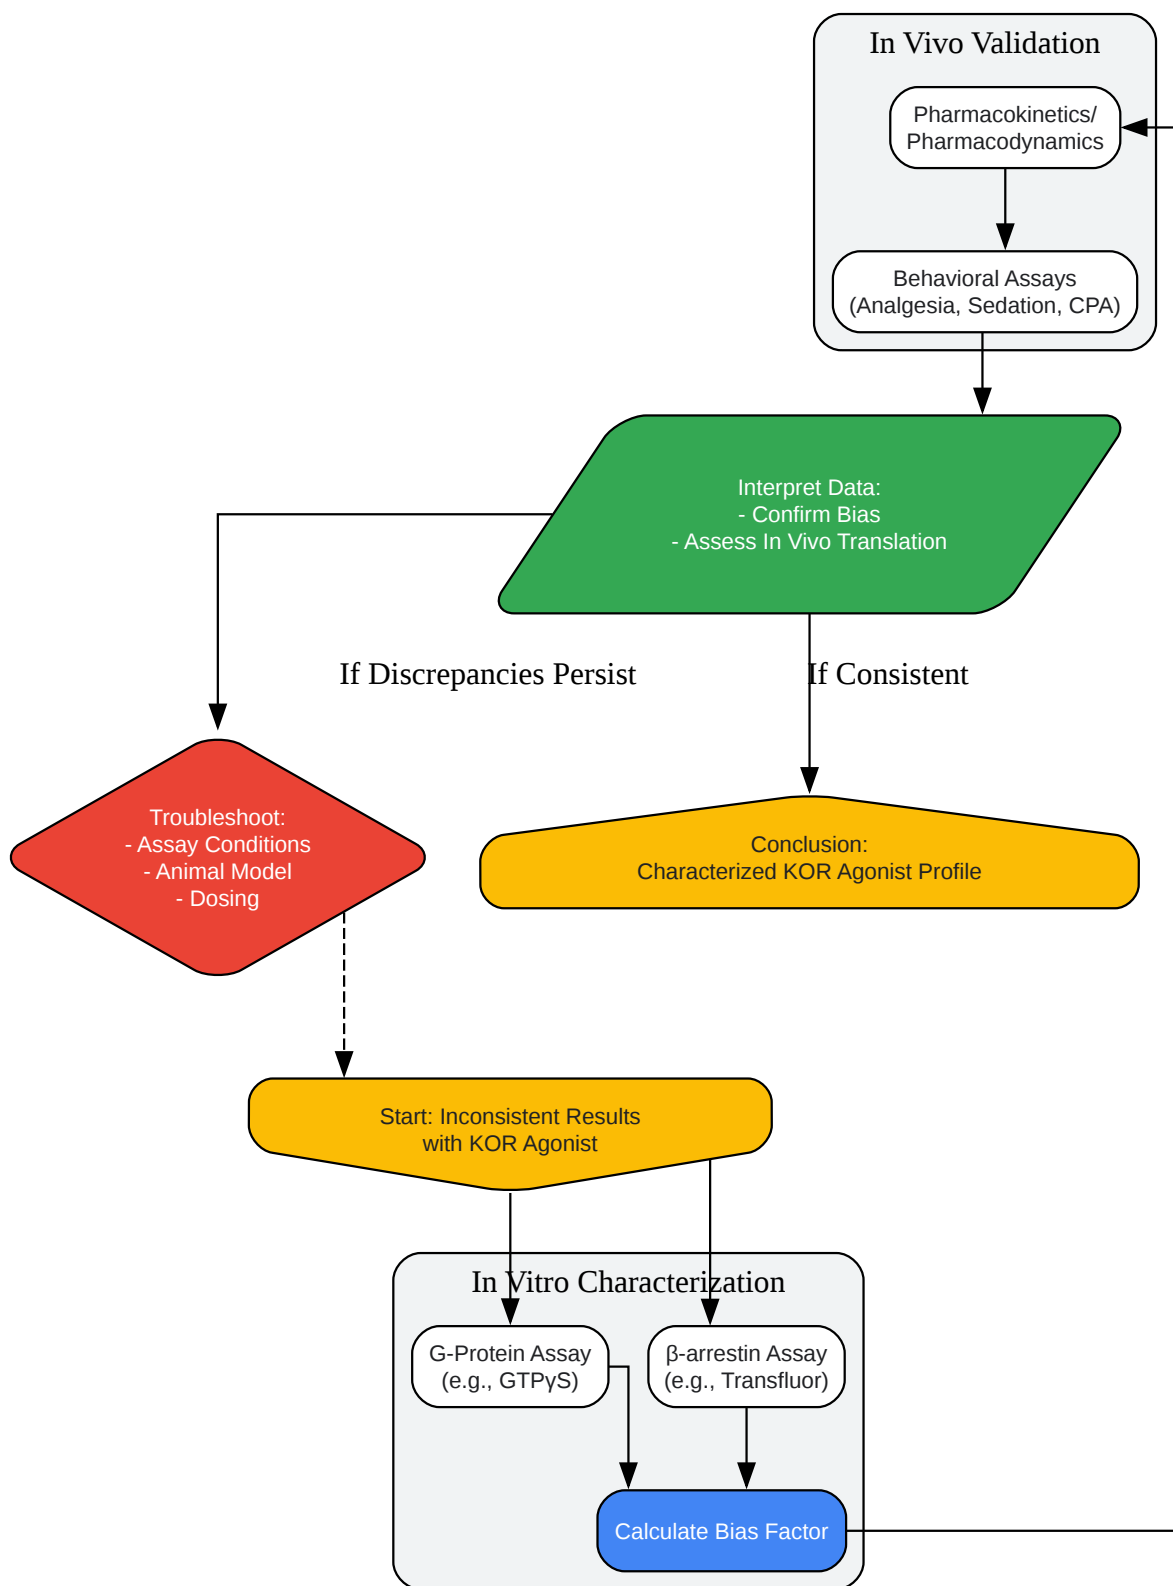 In Vivo Validation
Pharmacokinetics/
Pharmacodynamics
Behavioral Assays
(Analgesia, Sedation, CPA)
Interpret Data:
- Confirm Bias
- Assess In Vivo Translation
If Discrepancies Persist
If Consistent
Troubleshoot:
- Assay Conditions
- Animal Model
- Dosing
Conclusion:
Characterized KOR Agonist Profile
Start: Inconsistent Results
with KOR Agonist
In Vitro Characterization
G-Protein Assay
(e.g., GTPγS)
β-arrestin Assay
(e.g., Transfluor)
Calculate Bias Factor